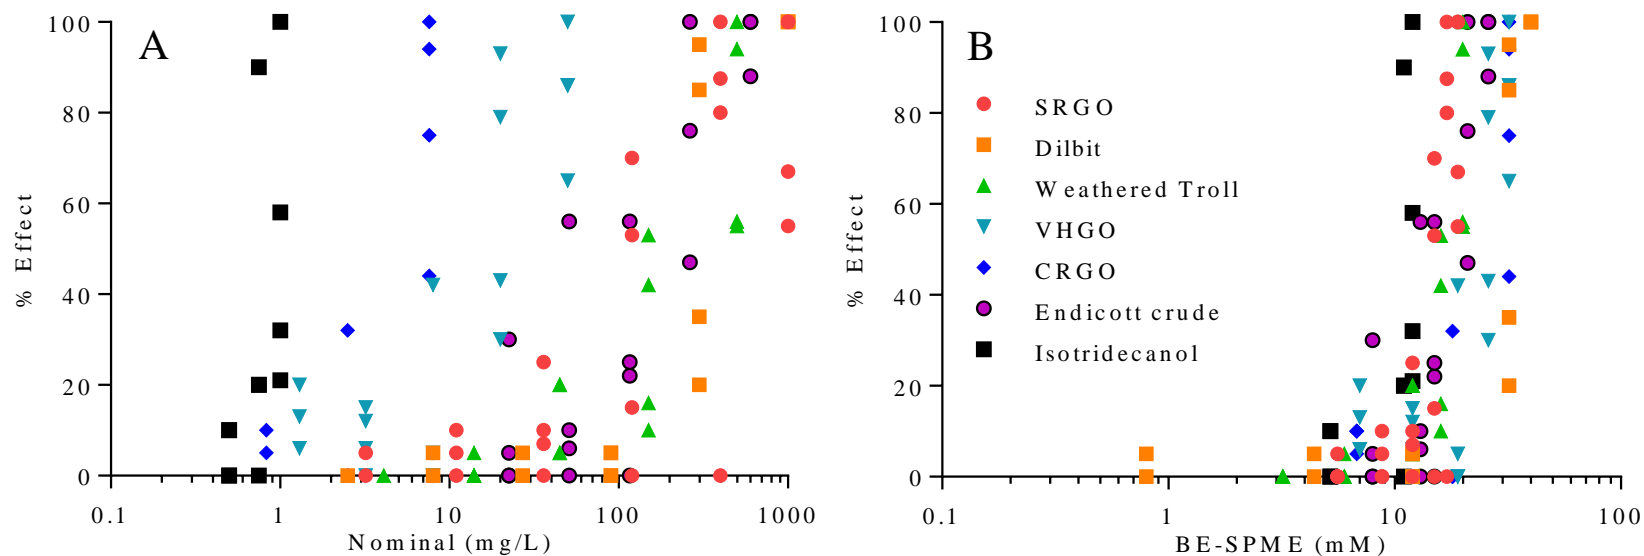 A
% Effect
100
80
60
40
20
0
0.1 1 10 100 1000
Nominal (mg/L)
B
% Effect
100
80
60
40
20
0
SRGO
Dilbit
Weathered Troll
VHGO
CRGO
Endicott crude
Isotridecanol
0.1 1 10 100
BE-SPME (mM)